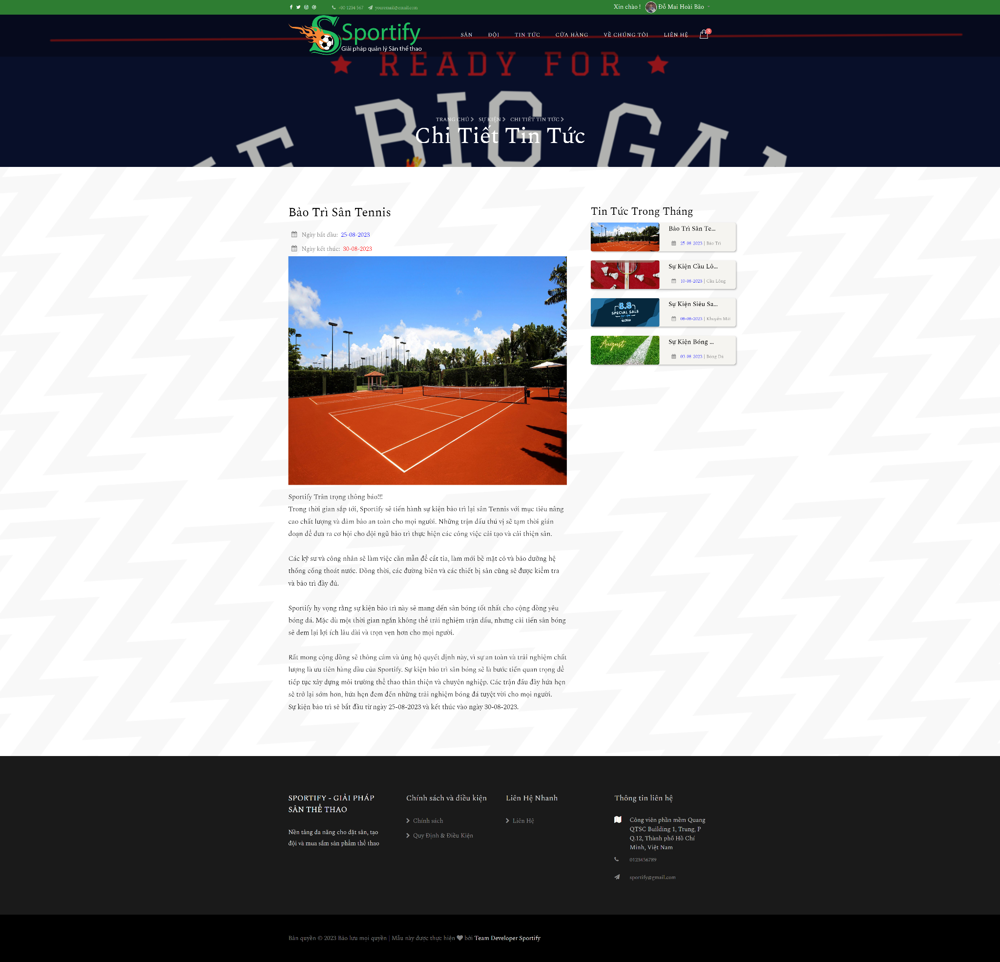 +00 1234 567 youremail@email.com
Xin chào ! Đỗ Mai Hoài Bão
Sportify
Giải pháp quản lý Sân thể thao
SÂN ĐỘI TIN TỨC CỬA HÀNG VỀ CHÚNG TÔI LIÊN HỆ 3
READY FOR
BIG
TRANG CHỦ SỰ KIỆN CHI TIẾT TIN TỨC
Chi Tiết Tin Tức
Bảo Trì Sân Tennis
Ngày bắt đầu: 25-08-2023
Ngày kết thúc: 30-08-2023
Sportify Trân trọng thông báo!!!
Trong thời gian sắp tới, Sportify sẽ tiến hành sự kiện bảo trì lại sân Tennis với mục tiêu nâng
cao chất lượng và đảm bảo an toàn cho mọi người. Những trận đấu thú vị sẽ tạm thời gián
đoạn để đưa ra cơ hội cho đội ngũ bảo trì thực hiện các công việc cải tạo và cải thiện sân.
Các kỹ sư và công nhân sẽ làm việc cần mẫn để cắt tỉa, làm mới bề mặt cỏ và bảo dưỡng hệ
thống cống thoát nước. Đồng thời, các đường biên và các thiết bị sân cũng sẽ được kiểm tra
và bảo trì đầy đủ.
Sportify hy vọng rằng sự kiện bảo trì này sẽ mang đến sân bóng tốt nhất cho cộng đồng yêu
bóng đá. Mặc dù một thời gian ngắn không thể trải nghiệm trận đấu, nhưng cải tiến sân bóng
sẽ đem lại lợi ích lâu dài và trọn vẹn hơn cho mọi người.
Rất mong cộng đồng sẽ thông cảm và ủng hộ quyết định này, vì sự an toàn và trải nghiệm chất
lượng là ưu tiên hàng đầu của Sportify. Sự kiện bảo trì sân bóng sẽ là bước tiến quan trọng để
tiếp tục xây dựng môi trường thể thao thân thiện và chuyên nghiệp. Các trận đấu đầy hứa hẹn
sẽ trở lại sớm hơn, hứa hẹn đem đến những trải nghiệm bóng đá tuyệt vời cho mọi người.
Sự kiện bảo trì sẽ bắt đầu từ ngày 25-08-2023 và kết thúc vào ngày 30-08-2023.
Tin Tức Trong Tháng
Bảo Trì Sân Te...
25-08-2023 | Bảo Trì
Sự Kiện Cầu Lô...
10-08-2023 | Cầu Lông
8.8
SPECIAL SALE
Sự Kiện Siêu Sa...
08-08-2023 | Khuyến Mãi
August
Sự Kiện Bóng ...
03-08-2023 | Bóng Đá
SPORTIFY - GIẢI PHÁP
SÂN THỂ THAO
Nền tảng đa năng cho đặt sân, tạo
đội và mua sắm sản phẩm thể thao
Chính sách và điều kiện
Chính sách
Quy Định & Điều Kiện
Liên Hệ Nhanh
Liên Hệ
Thông tin liên hệ
Công viên phần mềm Quang
QTSC Building 1, Trung, P
Q.12, Thành phố Hồ Chí
Minh, Việt Nam
0123456789
sportify@gmail.com
Bản quyền © 2023 Bảo lưu mọi quyền | Mẫu này được thực hiện bởi Team Developer Sportify